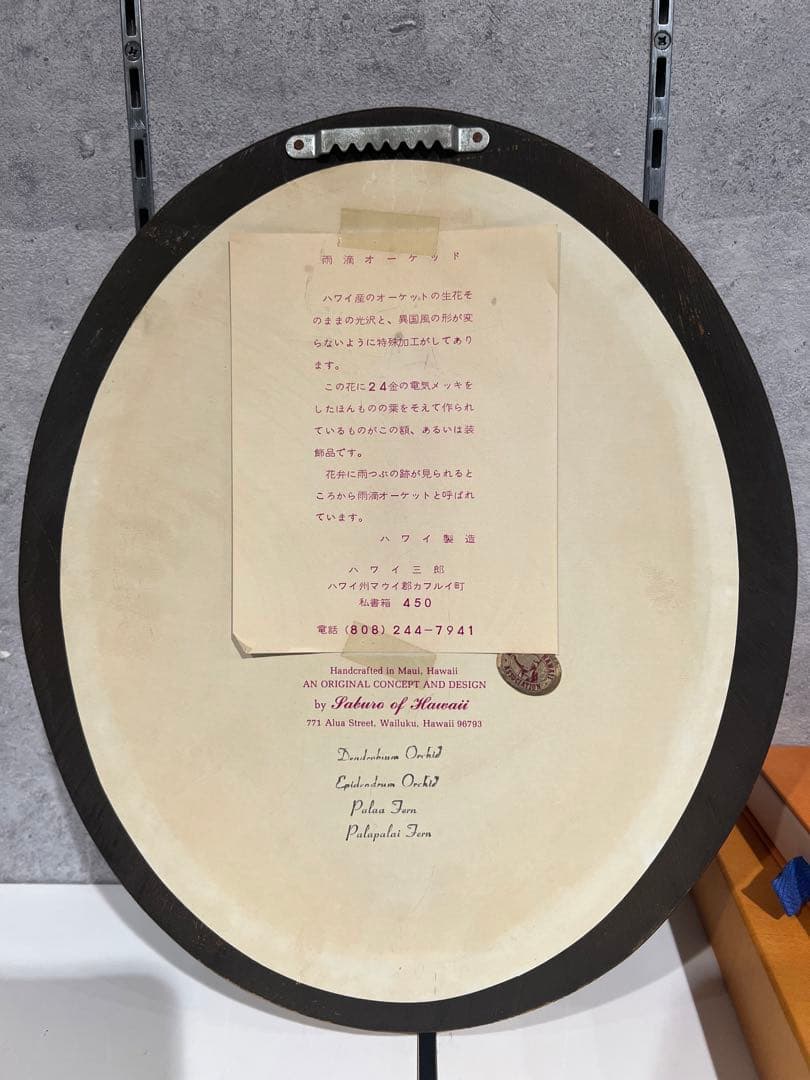 雨滴オーケッド
ハワイ産のオーケットの生花そ
のままの光沢と、異国風の形が変
らないように特殊加工がしてあり
ます。
この花に24金の電気メッキを
したほんものの葉をそえて作られ
ているものがこの額、あるいは装
飾品です。
花弁に雨つぶの跡が見られると
ころから雨滴オーケットと呼ばれ
ています。
ハワイ製造
ハワイ三郎
ハワイ州マウイ郡カフルイ町
私書箱 450
電話 (808) 244-7941
Handcrafted in Maui, Hawaii
AN ORIGINAL CONCEPT AND DESIGN
by Saburo of Hawaii
771 Alua Street, Wailuku, Hawaii 96793
Dendrobium Orchid
Epidendrum Orchid
Palaa Fern
Palapalai Fern
HAWAII
ASSOCIATION